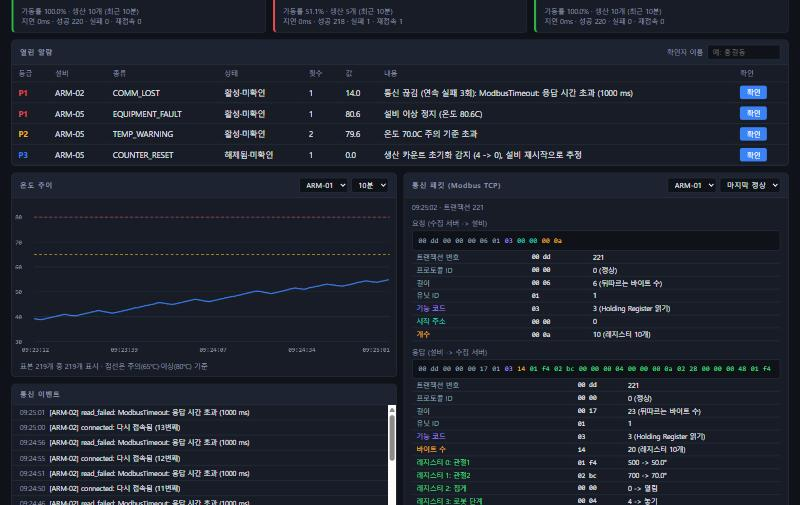 가동률 100.0% · 생산 10개 (최근 10분)
지연 0ms · 성공 220 · 실패 0 · 재접속 0
가동률 51.1% · 생산 5개 (최근 10분)
지연 0ms · 성공 218 · 실패 1 · 재접속 1
가동률 100.0% · 생산 10개 (최근 10분)
지연 0ms · 성공 220 · 실패 0 · 재접속 0
열린 알람 확인자 이름 예: 홍길동
등급 설비 종류 상태 횟수 값 내용 확인
P1 ARM-02 COMM_LOST 활성·미확인 1 14.0 통신 끊김 (연속 실패 3회): ModbusTimeout: 응답 시간 초과 (1000 ms) 확인
P1 ARM-05 EQUIPMENT_FAULT 활성·미확인 1 80.6 설비 이상 정지 (온도 80.6C) 확인
P2 ARM-05 TEMP_WARNING 활성·미확인 2 79.6 온도 70.0C 주의 기준 초과 확인
P3 ARM-05 COUNTER_RESET 해제됨·미확인 1 0.0 생산 카운트 초기화 감지 (4 -> 0), 설비 재시작으로 추정 확인
온도 추이 ARM-01 10분
80
70
60
50
40
30
09:23:12 09:23:39 09:24:07 09:24:34 09:25:01
표본 219개 중 219개 표시 · 점선은 주의(65°C)·이상(80°C) 기준
통신 이벤트
09:25:01 [ARM-02] read_failed: ModbusTimeout: 응답 시간 초과 (1000 ms)
09:25:00 [ARM-02] connected: 다시 접속됨 (13번째)
09:24:56 [ARM-02] read_failed: ModbusTimeout: 응답 시간 초과 (1000 ms)
09:24:55 [ARM-02] connected: 다시 접속됨 (12번째)
09:24:51 [ARM-02] read_failed: ModbusTimeout: 응답 시간 초과 (1000 ms)
09:24:50 [ARM-02] connected: 다시 접속됨 (11번째)
09:24:46 [ARM-02] read_failed: ModbusTimeout: 응답 시간 초과 (1000 ms)
통신 패킷 (Modbus TCP) ARM-01 마지막 정상
09:25:02 · 트랜잭션 221
요청 (수집 서버 -> 설비)
00 dd 00 00 00 06 01 03 00 00 00 0a
트랜잭션 번호 00 dd 221
프로토콜 ID 00 00 0 (정상)
길이 00 06 6 (뒤따르는 바이트 수)
유닛 ID 01 1
기능 코드 03 3 (Holding Register 읽기)
시작 주소 00 00 0
개수 00 0a 10 (레지스터 10개)
응답 (설비 -> 수집 서버)
00 dd 00 00 00 17 01 03 14 01 f4 02 bc 00 00 00 04 00 00 00 0a 02 28 00 00 00 48 01 f4
트랜잭션 번호 00 dd 221
프로토콜 ID 00 00 0 (정상)
길이 00 17 23 (뒤따르는 바이트 수)
유닛 ID 01 1
기능 코드 03 3 (Holding Register 읽기)
바이트 수 14 20 (레지스터 10개)
레지스터 0: 관절1 01 f4 500 -> 50.0°
레지스터 1: 관절2 02 bc 700 -> 70.0°
레지스터 2: 집게 00 00 0 -> 열림
레지스터 3: 로봇 단계 00 04 4 -> 놓기